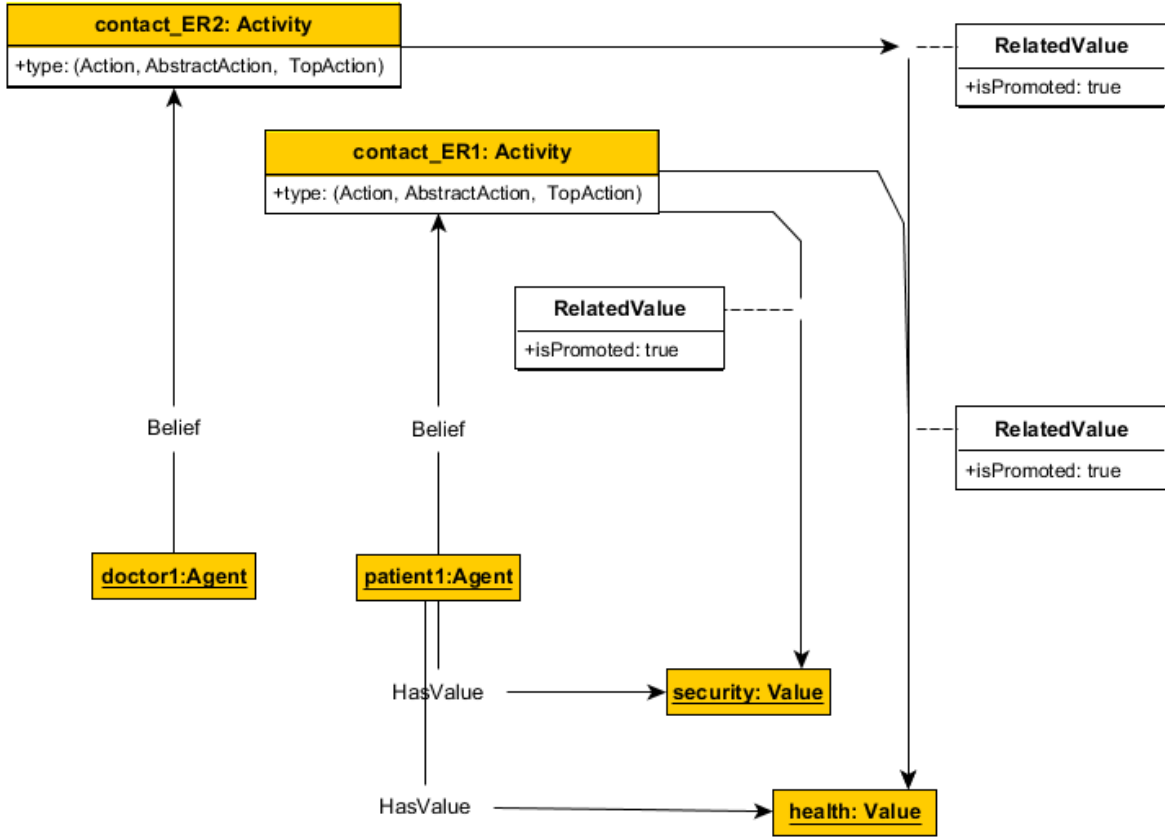 contact_ER2: Activity
+type: (Action, AbstractAction,  TopAction)
RelatedValue
+isPromoted: true
contact_ER1: Activity
+type: (Action, AbstractAction,  TopAction)
RelatedValue
+isPromoted: true
Belief
Belief
RelatedValue
+isPromoted: true
doctor1:Agent
patient1:Agent
HasValue
security: Value
HasValue
health: Value